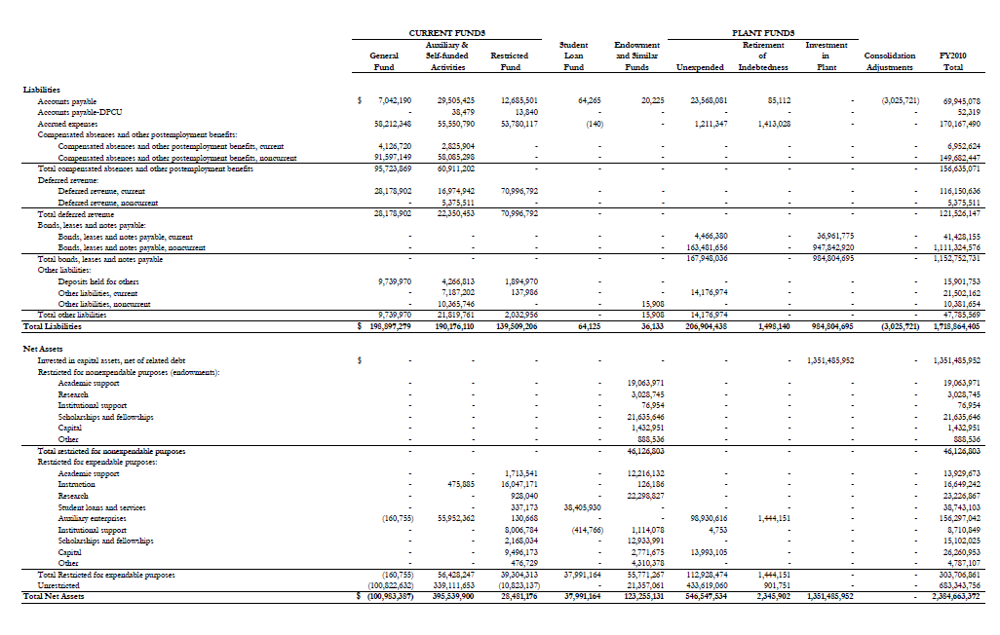 CURRENT FUNDS PLANT FUNDS
Auxiliary & Student Endowment Retirement Investment
General Self-funded Restricted Loan and Similar of in Consolidation FY2010
Fund Activities Fund Fund Funds Unexpended Indebtedness Plant Adjustments Total
Liabilities
Accounts payable $ 7,042,190 29,505,425 12,685,501 64,265 20,225 23,568,081 85,112 - (3,025,721) 69,945,078
Accounts payable-DPCU - 38,479 13,840 - - - - - - 52,319
Accrued expenses 58,212,348 55,550,790 53,780,117 (140) - 1,211,347 1,413,028 - - 170,167,490
Compensated absences and other postemployment benefits:
Compensated absences and other postemployment benefits, current 4,126,720 2,825,904 - - - - - - - 6,952,624
Compensated absences and other postemployment benefits, noncurrent 91,597,149 58,085,298 - - - - - - - 149,682,447
Total compensated absences and other postemployment benefits 95,723,869 60,911,202 - - - - - - - 156,635,071
Deferred revenue:
Deferred revenue, current 28,178,902 16,974,942 70,996,792 - - - - - - 116,150,636
Deferred revenue, noncurrent - 5,375,511 - - - - - - - 5,375,511
Total deferred revenue 28,178,902 22,350,453 70,996,792 - - - - - - 121,526,147
Bonds, leases and notes payable:
Bonds, leases and notes payable, current - - - - - 4,466,380 - 36,961,775 - 41,428,155
Bonds, leases and notes payable, noncurrent - - - - - 163,481,656 - 947,842,920 - 1,111,324,576
Total bonds, leases and notes payable - - - - - 167,948,036 - 984,804,695 - 1,152,752,731
Other liabilities:
Deposits held for others 9,739,970 4,266,813 1,894,970 - - - - - - 15,901,753
Other liabilities, current - 7,187,202 137,986 - - 14,176,974 - - - 21,502,162
Other liabilities, noncurrent - 10,365,746 - - 15,908 - - - - 10,381,654
Total other liabilities 9,739,970 21,819,761 2,032,956 - 15,908 14,176,974 - - - 47,785,569
Total Liabilities $ 198,897,279 190,176,110 139,509,206 64,125 36,133 206,904,438 1,498,140 984,804,695 (3,025,721) 1,718,864,405
Net Assets
Invested in capital assets, net of related debt $ - - - - - - - 1,351,485,952 - 1,351,485,952
Restricted for nonexpendable purposes (endowments):
Academic support - - - - 19,063,971 - - - - 19,063,971
Research - - - - 3,028,745 - - - - 3,028,745
Institutional support - - - - 76,954 - - - - 76,954
Scholarships and fellowships - - - - 21,635,646 - - - - 21,635,646
Capital - - - - 1,432,951 - - - - 1,432,951
Other - - - - 888,536 - - - - 888,536
Total restricted for nonexpendable purposes - - - - 46,126,803 - - - - 46,126,803
Restricted for expendable purposes:
Academic support - - 1,713,541 - 12,216,132 - - - - 13,929,673
Instruction - 475,885 16,047,171 - 126,186 - - - - 16,649,242
Research - - 928,040 - 22,298,827 - - - - 23,226,867
Student loans and services - - 337,173 38,405,930 - - - - - 38,743,103
Auxiliary enterprises (160,755) 55,952,362 130,668 - - 98,930,616 1,444,151 - - 156,297,042
Institutional support - - 8,006,784 (414,766) 1,114,078 4,753 - - - 8,710,849
Scholarships and fellowships - - 2,168,034 - 12,933,991 - - - - 15,102,025
Capital - - 9,496,173 - 2,771,675 13,993,105 - - - 26,260,953
Other - - 476,729 - 4,310,378 - - - - 4,787,107
Total Restricted for expendable purposes (160,755) 56,428,247 39,304,313 37,991,164 55,771,267 112,928,474 1,444,151 - - 303,706,861
Unrestricted (100,822,632) 339,111,653 (10,823,137) - 21,357,061 433,619,060 901,751 - - 683,343,756
Total Net Assets $ (100,983,387) 395,539,900 28,481,176 37,991,164 123,255,131 546,547,534 2,345,902 1,351,485,952 - 2,384,663,372